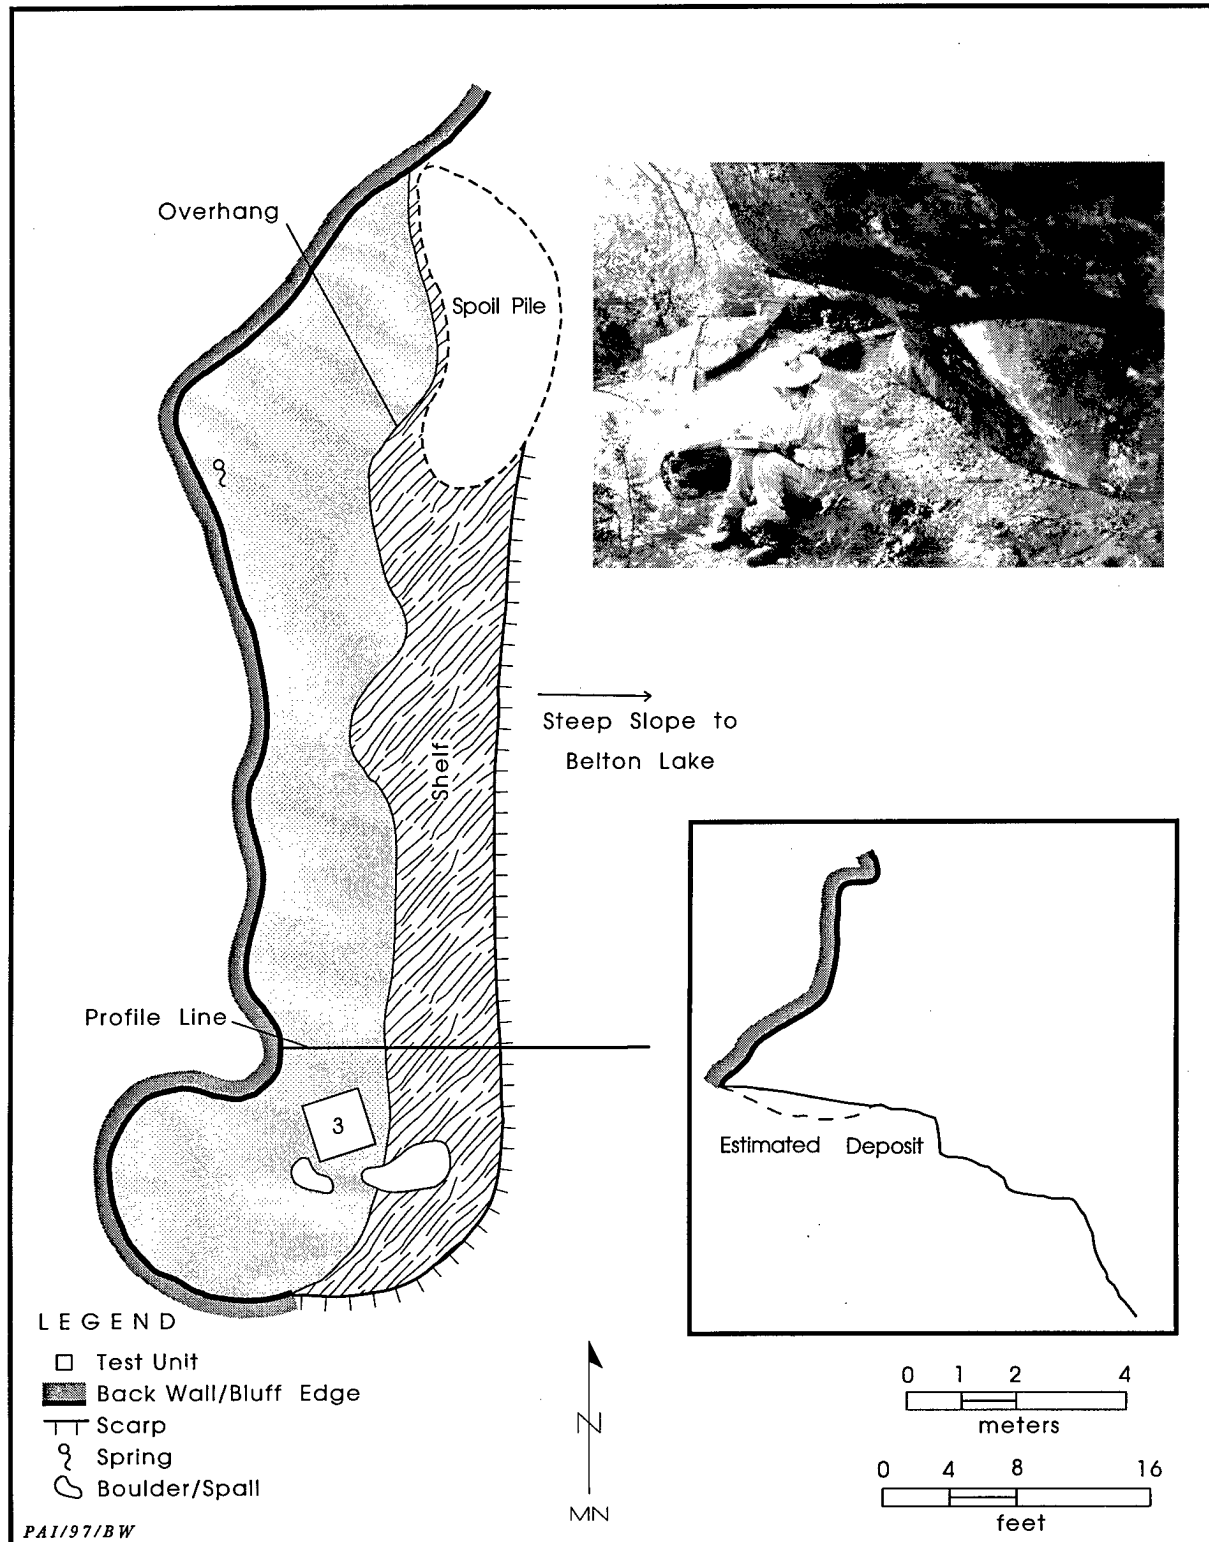 Overhang
Spoil Pile
Steep Slope to
Belton Lake
Shelf
Profile Line
3
Estimated Deposit
LEGEND
Test Unit
Back Wall/Bluff Edge
Scarp
Spring
Boulder/Spall
N
MN
0 1 2 4
meters
0 4 8 16
feet
PAI/97/BW